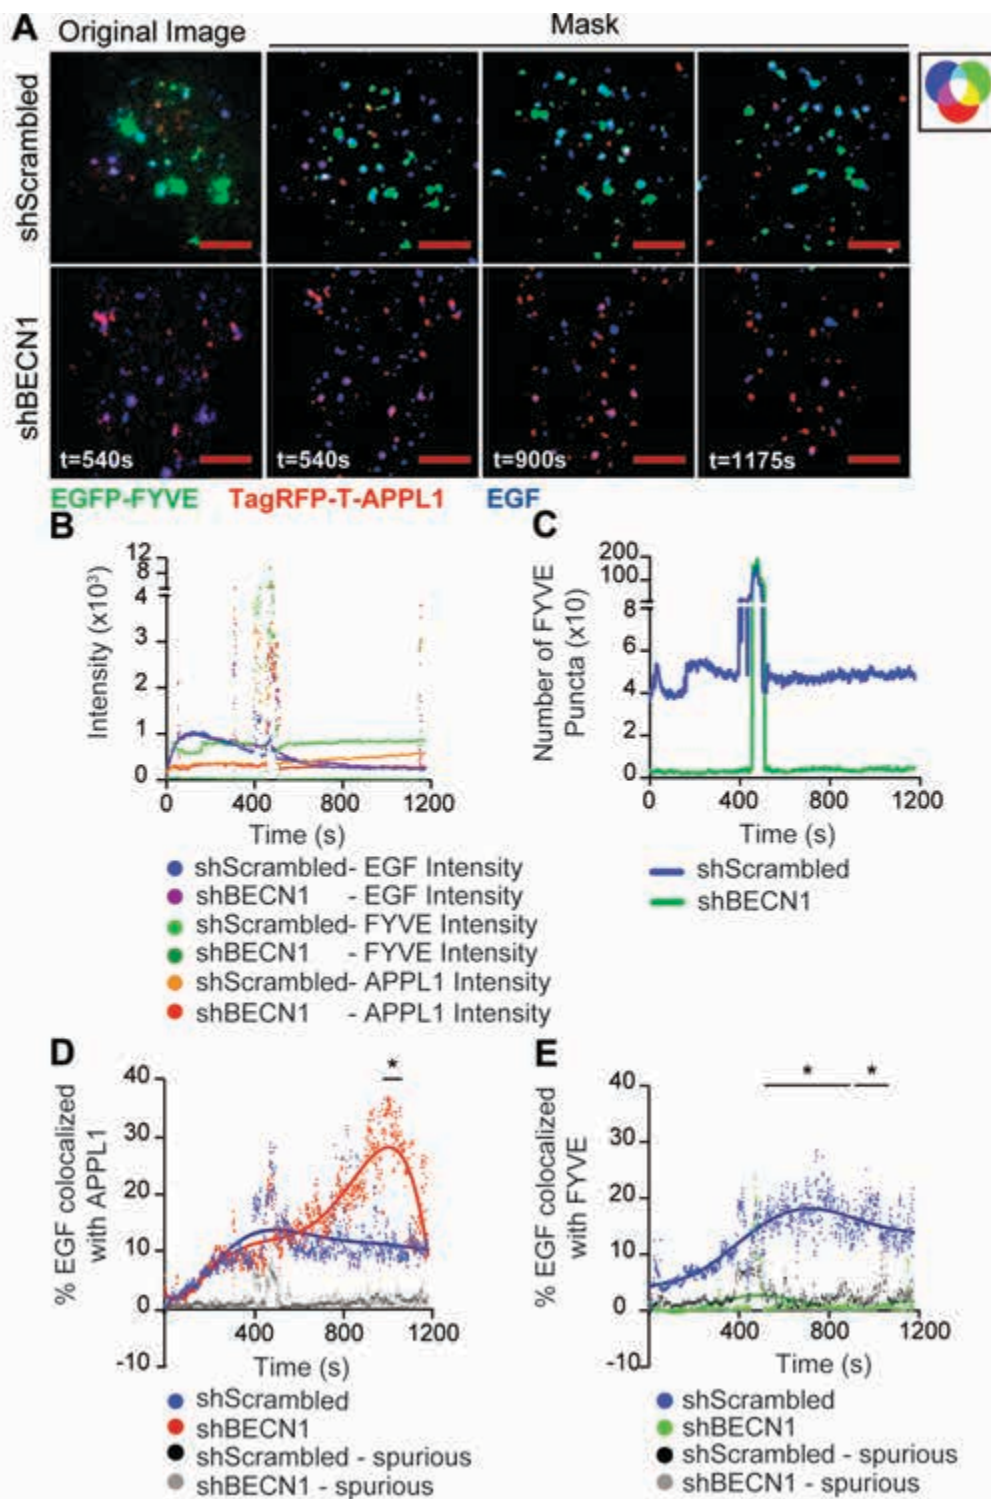 A
Original Image
Mask
shScrambled
shBECN1
t=540s
t=540s
t=900s
t=1175s
EGFP-FYVE TagRFP-T-APPL1 EGF
B
Intensity (x10³)
12
8
4
3
2
1
0
0 400 800 1200
Time (s)
shScrambled- EGF Intensity
shBECN1 - EGF Intensity
shScrambled- FYVE Intensity
shBECN1 - FYVE Intensity
shScrambled- APPL1 Intensity
shBECN1 - APPL1 Intensity
C
Number of FYVE
Puncta (x10)
200
100
8
6
4
2
0
0 400 800 1200
Time (s)
shScrambled
shBECN1
D
% EGF colocalized
with APPL1
*
40
30
20
10
0
-10
0 400 800 1200
Time (s)
shScrambled
shBECN1
shScrambled - spurious
shBECN1 - spurious
E
% EGF colocalized
with FYVE
* *
40
30
20
10
0
-10
0 400 800 1200
Time (s)
shScrambled
shBECN1
shScrambled - spurious
shBECN1 - spurious